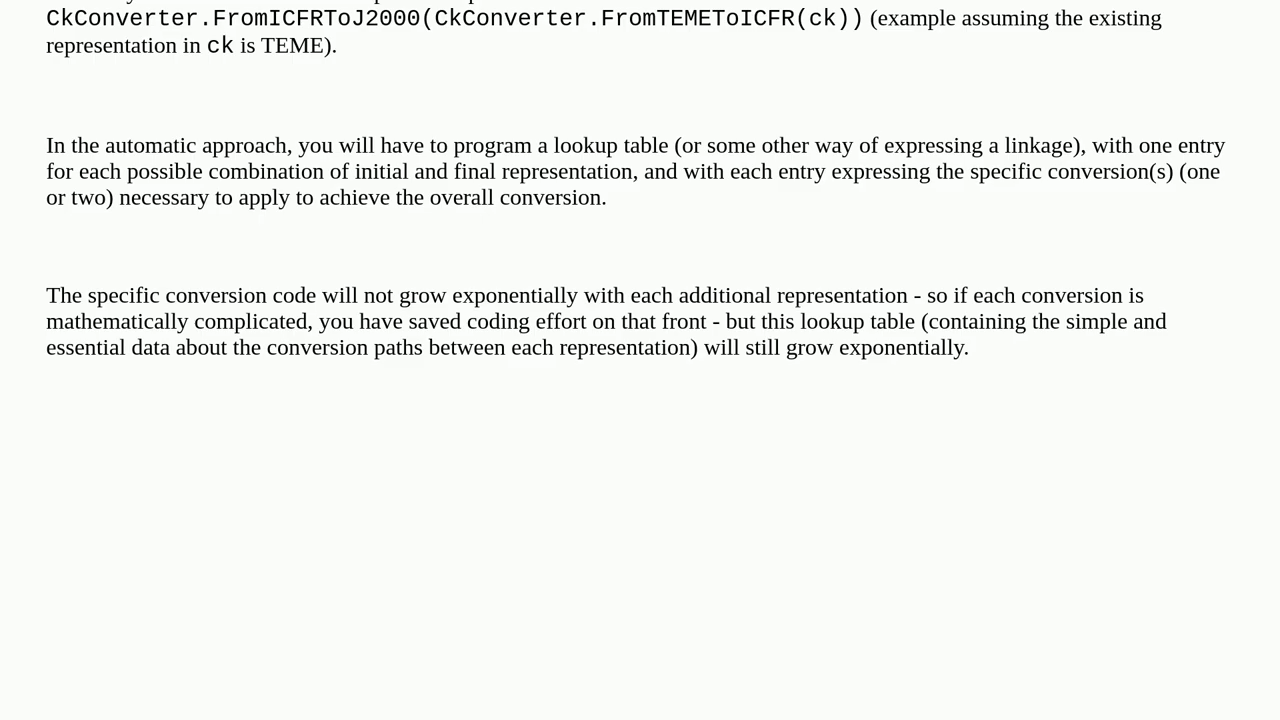 CkConverter.FromICFRToJ2000(CkConverter.FromTEMEToICFR(ck)) (example assuming the existing
representation in ck is TEME).
In the automatic approach, you will have to program a lookup table (or some other way of expressing a linkage), with one entry
for each possible combination of initial and final representation, and with each entry expressing the specific conversion(s) (one
or two) necessary to apply to achieve the overall conversion.
The specific conversion code will not grow exponentially with each additional representation - so if each conversion is
mathematically complicated, you have saved coding effort on that front - but this lookup table (containing the simple and
essential data about the conversion paths between each representation) will still grow exponentially.